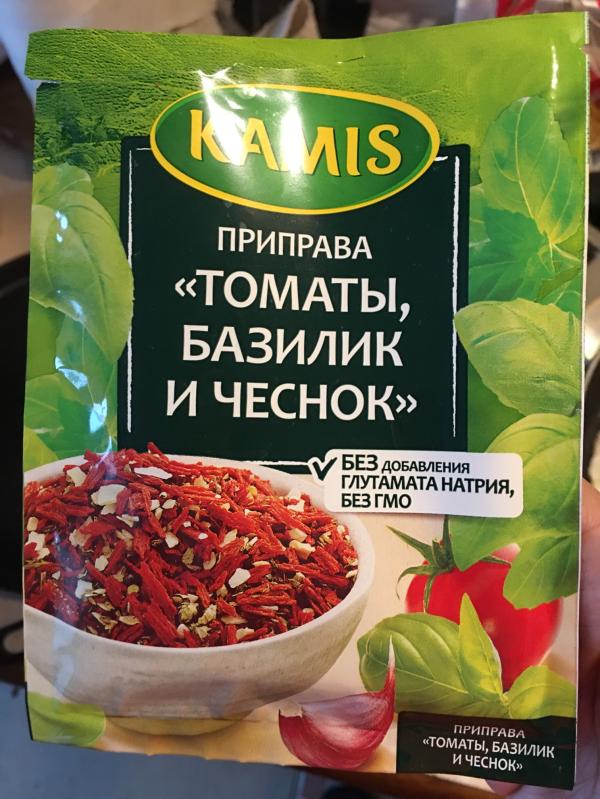 KAMIS
ПРИПРАВА
«ТОМАТЫ,
БАЗИЛИК
И ЧЕСНОК»
БЕЗ ДОБАВЛЕНИЯ
ГЛУТАМАТА НАТРИЯ,
БЕЗ ГМО
ПРИПРАВА
«ТОМАТЫ, БАЗИЛИК
И ЧЕСНОК»